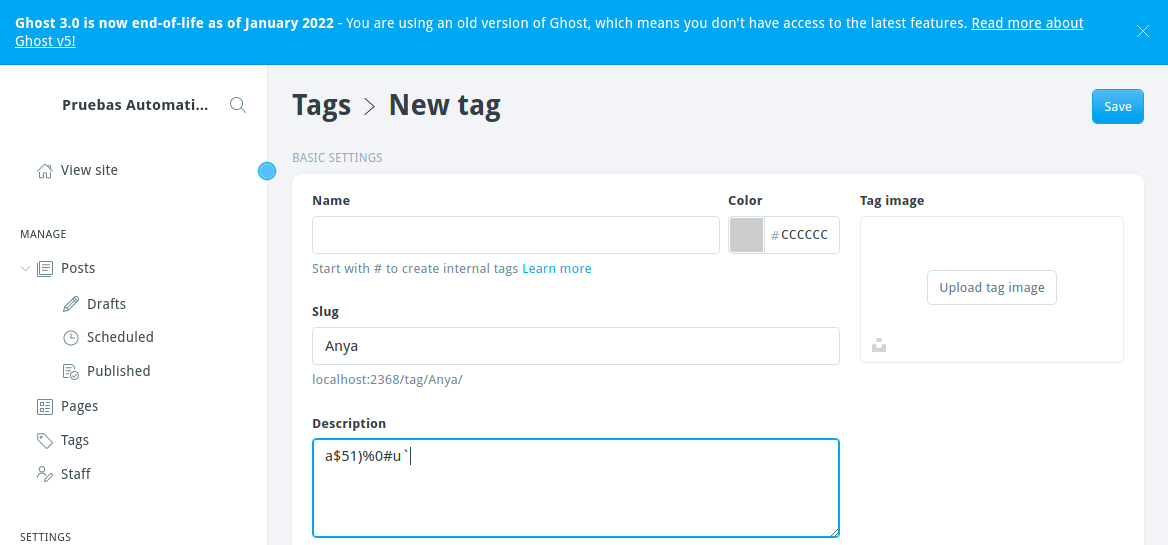 Ghost 3.0 is now end-of-life as of January 2022 - You are using an old version of Ghost, which means you don't have access to the latest features. Read more about
Ghost v5!
Pruebas Automati...
View site
MANAGE
Posts
Drafts
Scheduled
Published
Pages
Tags
Staff
SETTINGS
Tags > New tag
Save
BASIC SETTINGS
Name
Color
Tag image
# CCCCCC
Start with # to create internal tags Learn more
Upload tag image
Slug
Anya
localhost:2368/tag/Anya/
Description
a$51)%0#u`